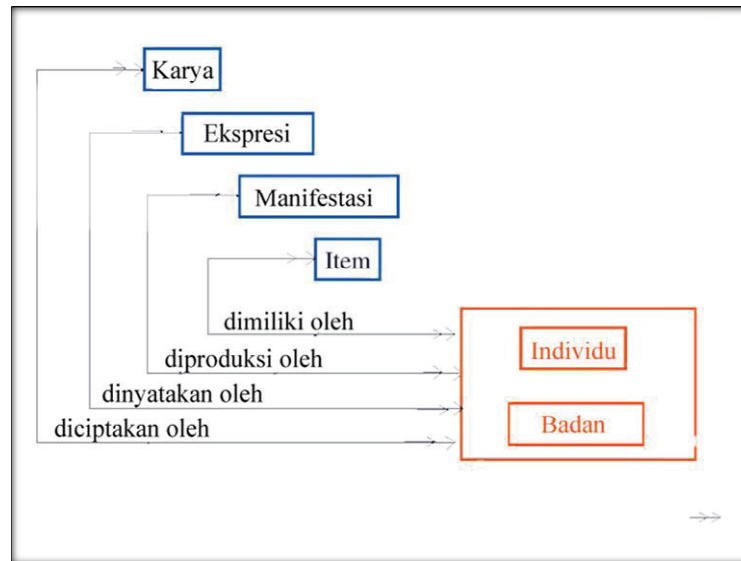 Karya
Ekspresi
Manifestasi
Item
dimiliki oleh
Individu
diproduksi oleh
dinyatakan oleh
Badan
diciptakan oleh